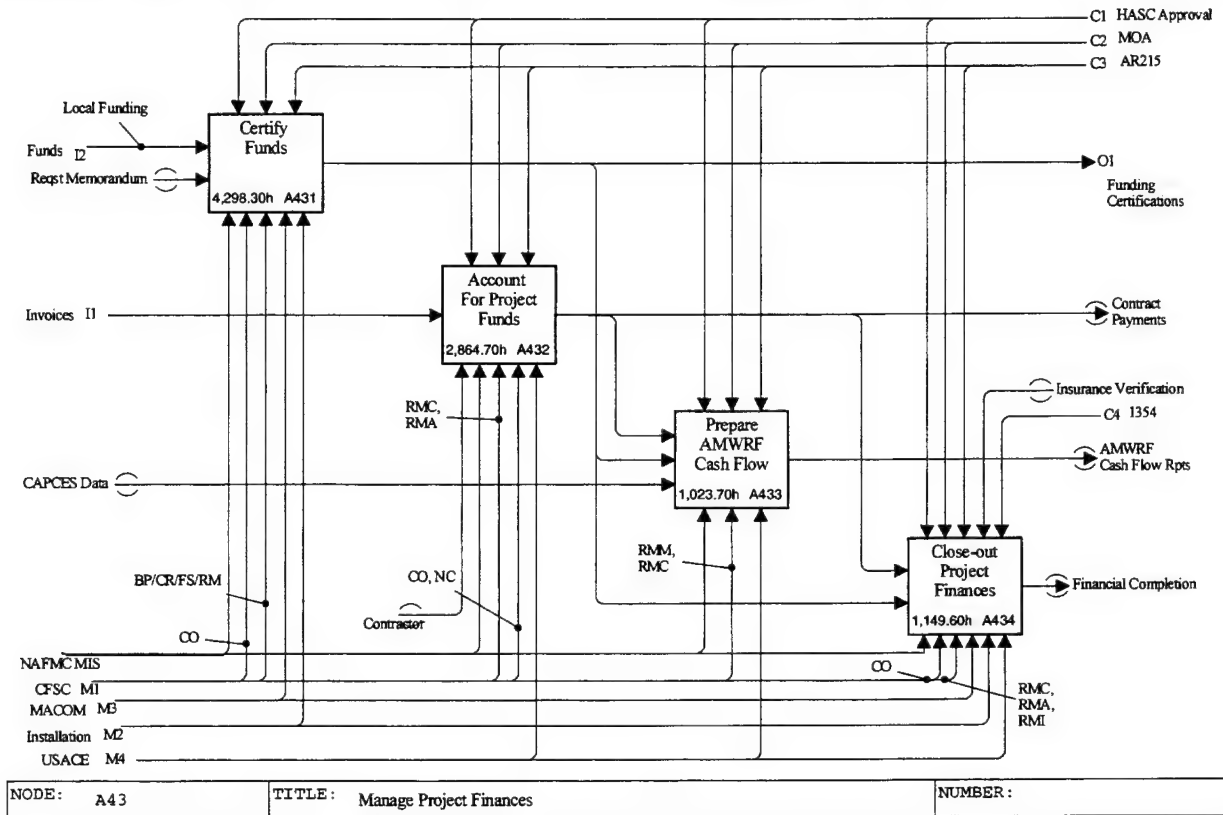 C1 HASC Approval
C2 MOA
C3 AR215
Local Funding
Certify
Funds
4,298.30h A431
Funds I2
Reqst Memorandum
O1
Funding
Certifications
Account
For Project
Funds
2,864.70h A432
Invoices I1
Contract
Payments
RMC,
RMA
Insurance Verification
C4 1354
Prepare
AMWRF
Cash Flow
1,023.70h A433
AMWRF
Cash Flow Rpts
CAPCES Data
RMM,
RMC
Close-out
Project
Finances
1,149.60h A434
Financial Completion
BP/CR/FS/RM
CO, NC
Contractor
CO
NAFMC MIS
CFSC M1
MACOM M3
Installation M2
USACE M4
CO
RMC,
RMA,
RMI
NODE: A43
TITLE: Manage Project Finances
NUMBER: